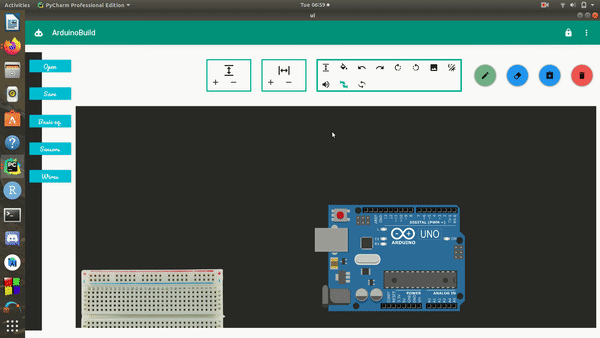 Activities PyCharm Professional Edition Tue 06:59
ui
ArduinoBuild
Open
Save
Basic eq.
Sensors
Wires
+ −
+ −
DIGITAL (PWM ~)
UNO
ARDUINO
POWER
ANALOG IN